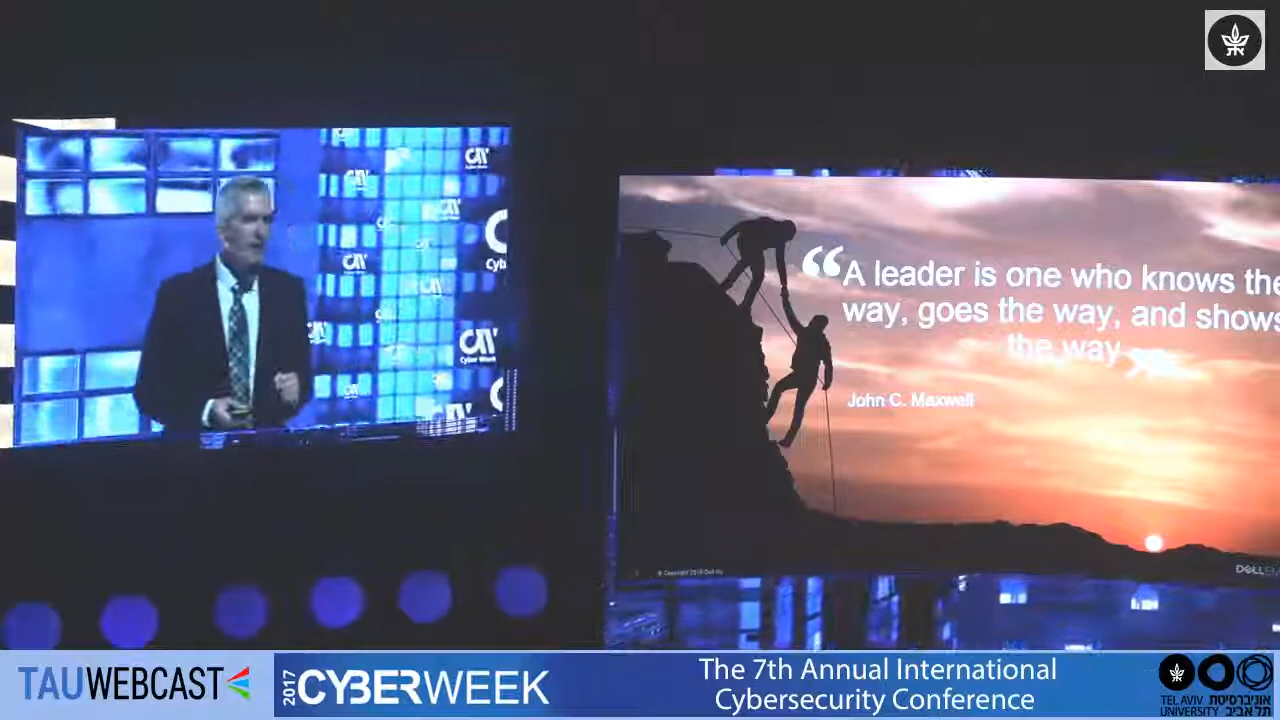 “A leader is one who knows the
way, goes the way, and shows
the way”
John C. Maxwell
DELLEM
TAUWEBCAST
2017 CYBERWEEK
The 7th Annual International
Cybersecurity Conference
TEL AVIV אוניברסיטת
UNIVERSITY תל אביב